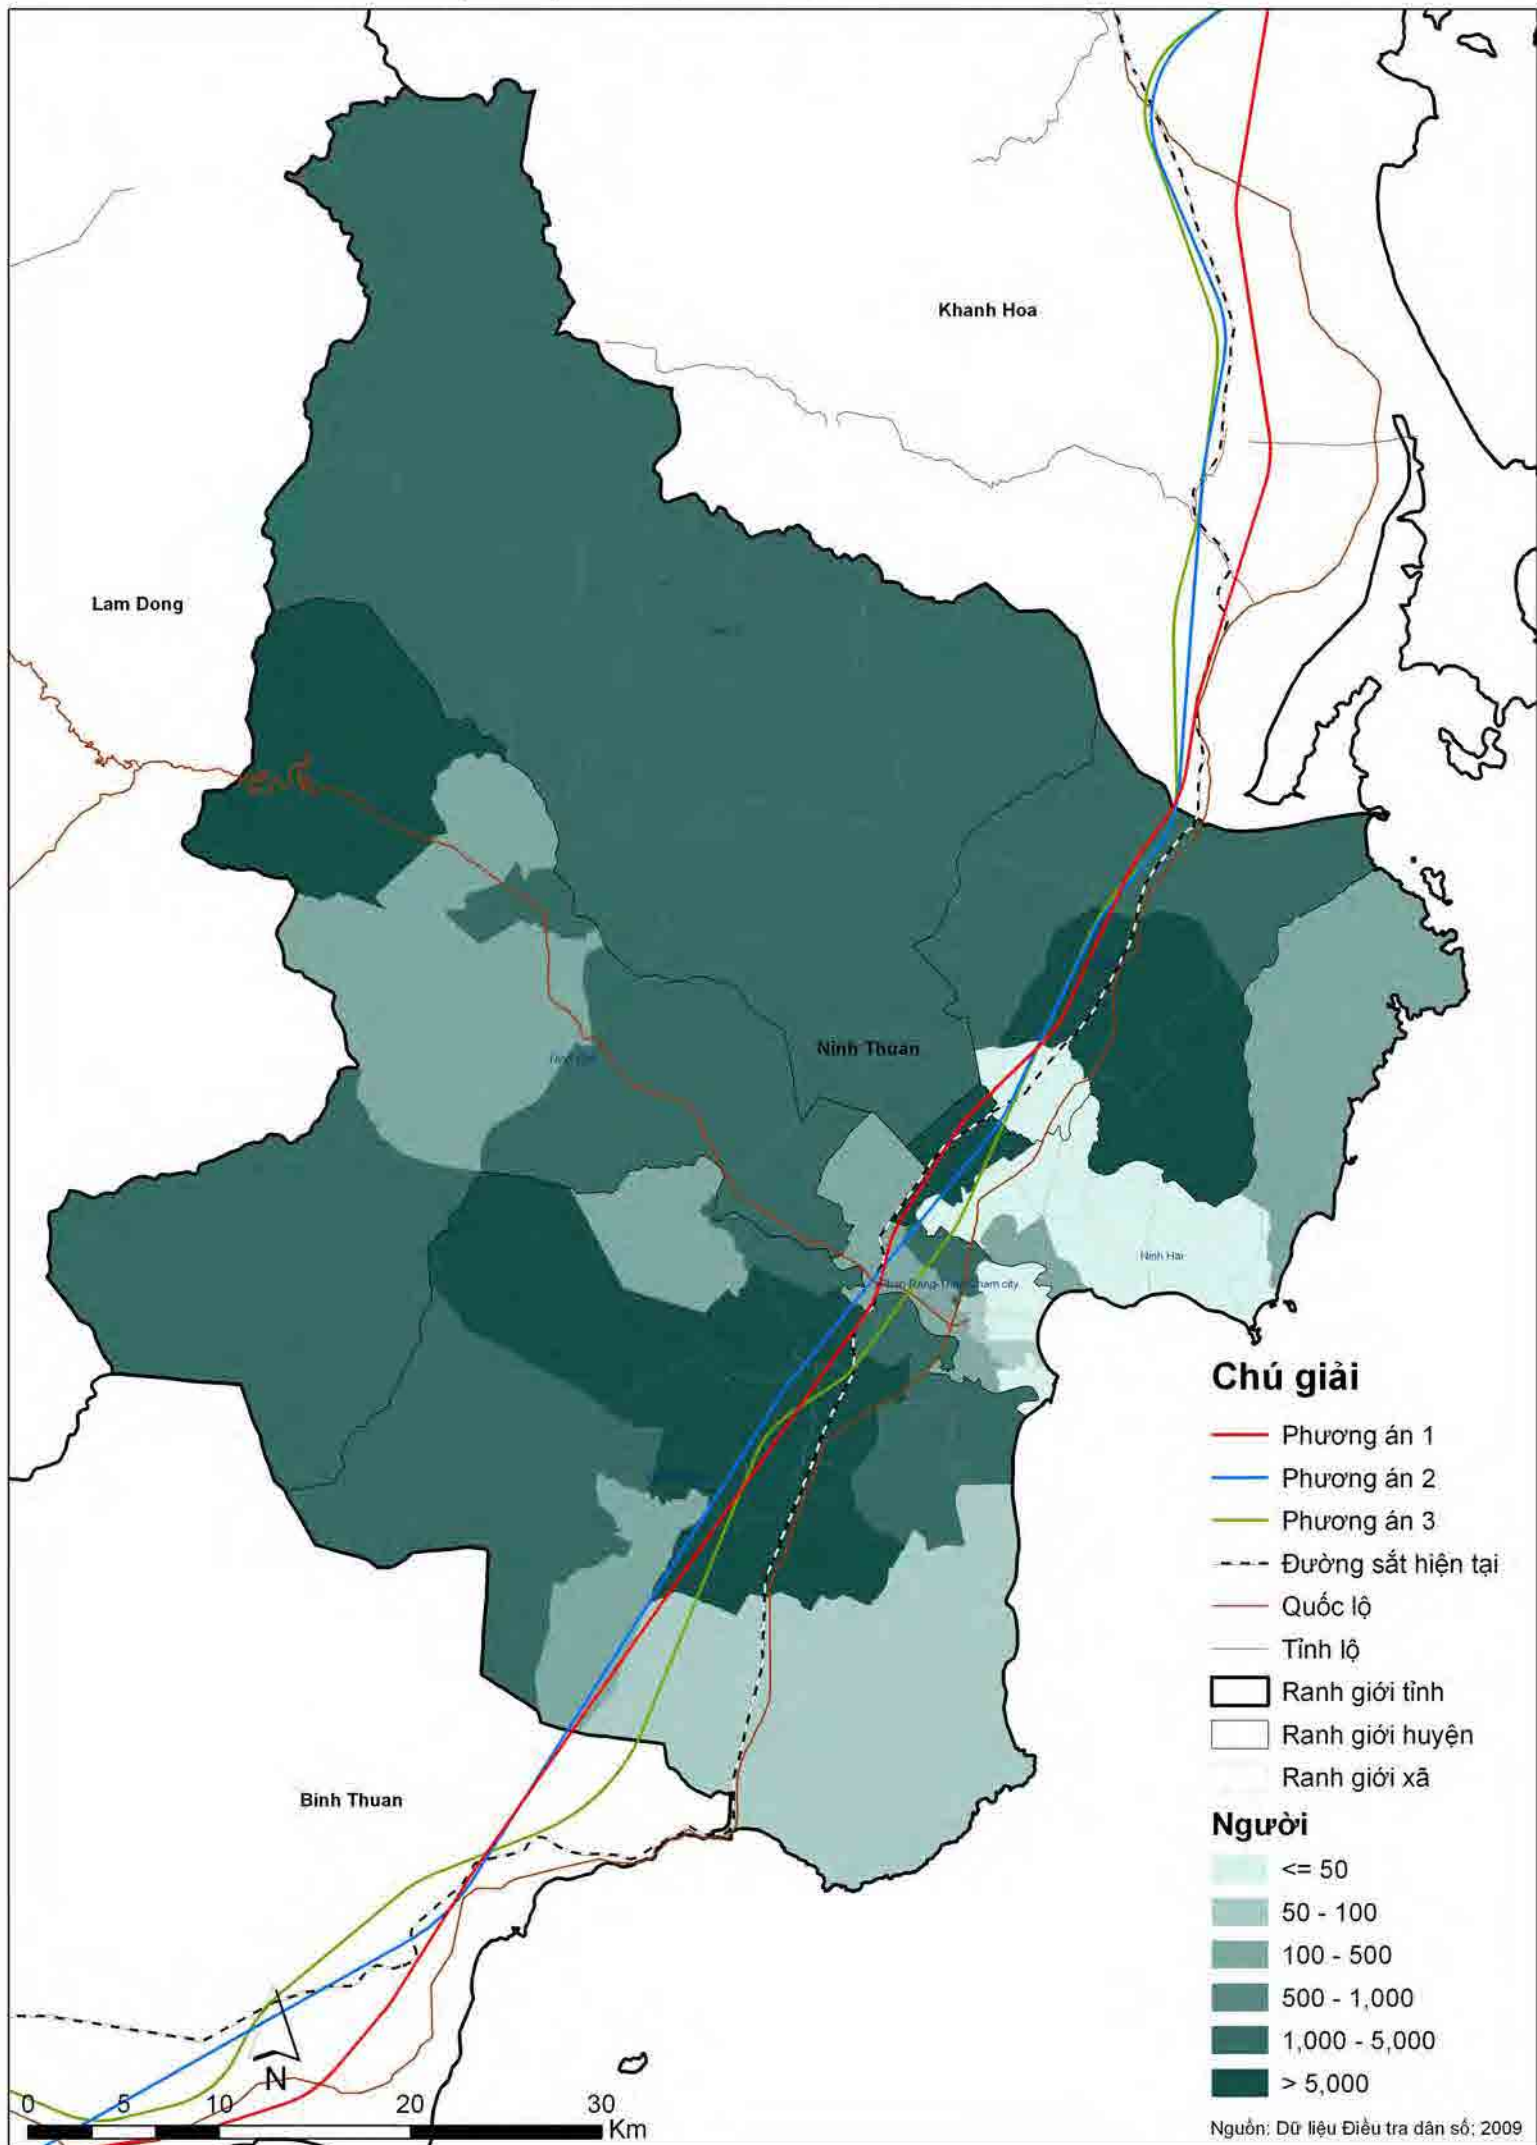 Khanh Hoa
Lam Dong
Ninh Thuan
Ninh Hai
Binh Thuan
Chú giải
Phương án 1
Phương án 2
Phương án 3
Đường sắt hiện tại
Quốc lộ
Tỉnh lộ
Ranh giới tỉnh
Ranh giới huyện
Ranh giới xã
Người
<= 50
50 - 100
100 - 500
500 - 1,000
1,000 - 5,000
> 5,000
N
0 5 10 20 30
Km
Nguồn: Dữ liệu Điều tra dân số; 2009